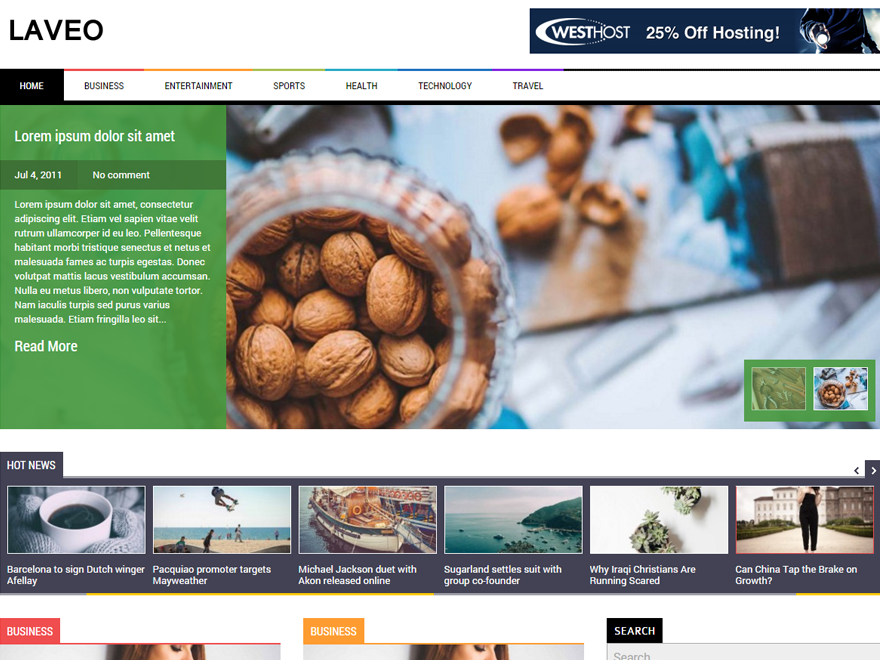 LAVEO
WESTHOST 25% Off Hosting!
HOME BUSINESS ENTERTAINMENT SPORTS HEALTH TECHNOLOGY TRAVEL
Lorem ipsum dolor sit amet
Jul 4, 2011 No comment
Lorem ipsum dolor sit amet, consectetur
adipiscing elit. Etiam vel sapien vitae velit
rutrum ullamcorper id eu leo. Pellentesque
habitant morbi tristique senectus et netus et
malesuada fames ac turpis egestas. Donec
volutpat mattis lacus vestibulum accumsan.
Nulla eu metus libero, non vulputate tortor.
Nam iaculis turpis sed purus varius
malesuada. Etiam fringilla leo sit...
Read More
HOT NEWS
Barcelona to sign Dutch winger
Afellay
Pacquiao promoter targets
Mayweather
Michael Jackson duet with
Akon released online
Sugarland settles suit with
group co-founder
Why Iraqi Christians Are
Running Scared
Can China Tap the Brake on
Growth?
BUSINESS
BUSINESS
SEARCH
Search